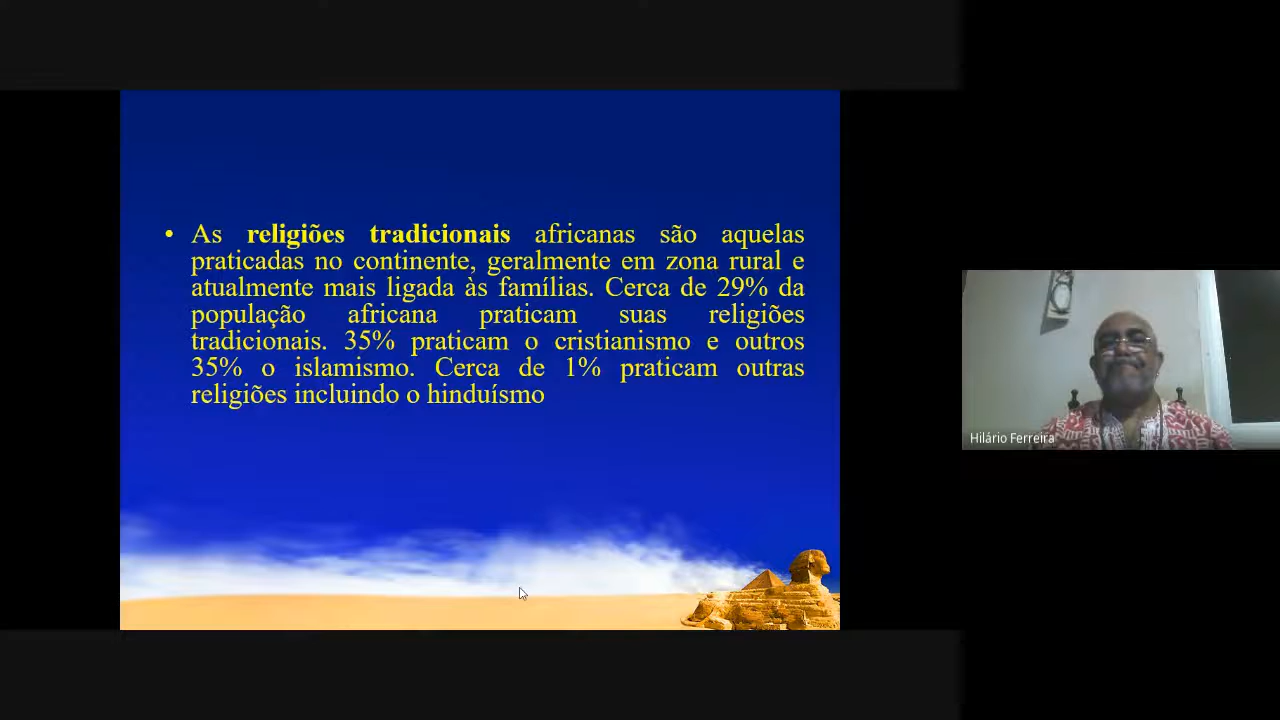 • As religiões tradicionais africanas são aquelas
praticadas no continente, geralmente em zona rural e
atualmente mais ligada às famílias. Cerca de 29% da
população africana praticam suas religiões
tradicionais. 35% praticam o cristianismo e outros
35% o islamismo. Cerca de 1% praticam outras
religiões incluindo o hinduísmo
Hilário Ferreira